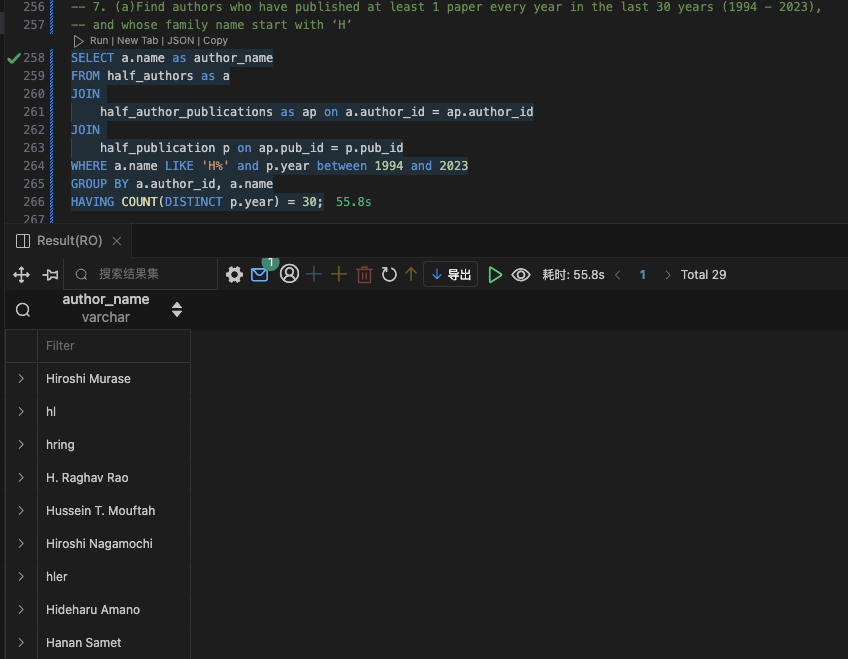 256 -- 7. (a)Find authors who have published at least 1 paper every year in the last 30 years (1994 - 2023),
257 -- and whose family name start with ‘H’
Run | New Tab | JSON | Copy
258 SELECT a.name as author_name
259 FROM half_authors as a
260 JOIN
261 half_author_publications as ap on a.author_id = ap.author_id
262 JOIN
263 half_publication p on ap.pub_id = p.pub_id
264 WHERE a.name LIKE 'H%' and p.year between 1994 and 2023
265 GROUP BY a.author_id, a.name
266 HAVING COUNT(DISTINCT p.year) = 30; 55.8s
267
Result(RO)
搜索结果集 1 导出 耗时: 55.8s 1 Total 29
author_name
varchar
Filter
Hiroshi Murase
hl
hring
H. Raghav Rao
Hussein T. Mouftah
Hiroshi Nagamochi
hler
Hideharu Amano
Hanan Samet